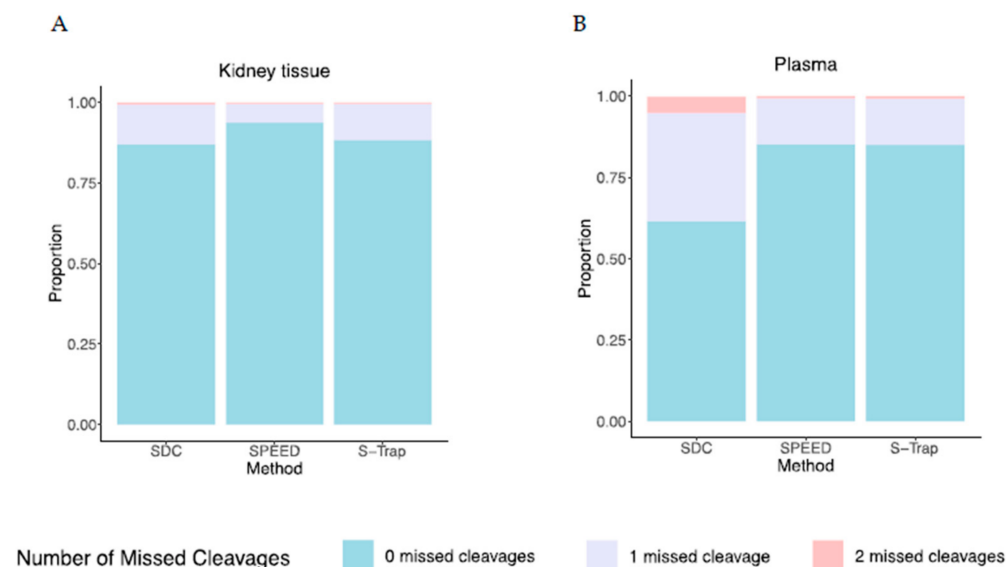 A
B
Kidney tissue
1.00
0.75
0.50
0.25
0.00
Proportion
SDC SPEED S-Trap
Method
Plasma
1.00
0.75
0.50
0.25
0.00
Proportion
SDC SPEED S-Trap
Method
Number of Missed Cleavages 0 missed cleavages 1 missed cleavage 2 missed cleavages